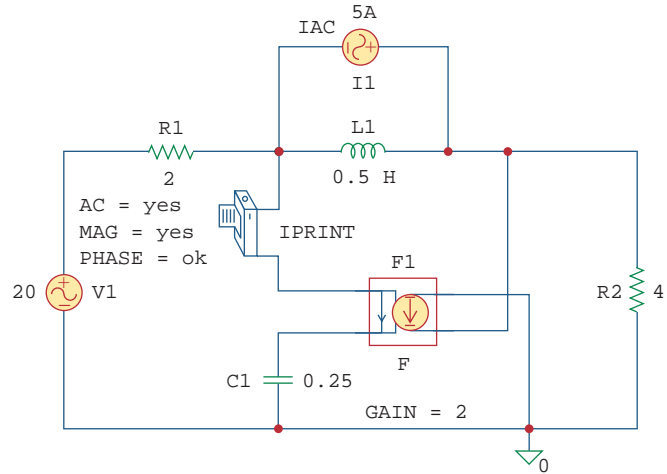 5A
IAC
I1
R1
L1
2
0.5 H
AC = yes
MAG = yes
PHASE = ok
IPRINT
F1
20
V1
R2
4
F
C1
0.25
GAIN = 2
0